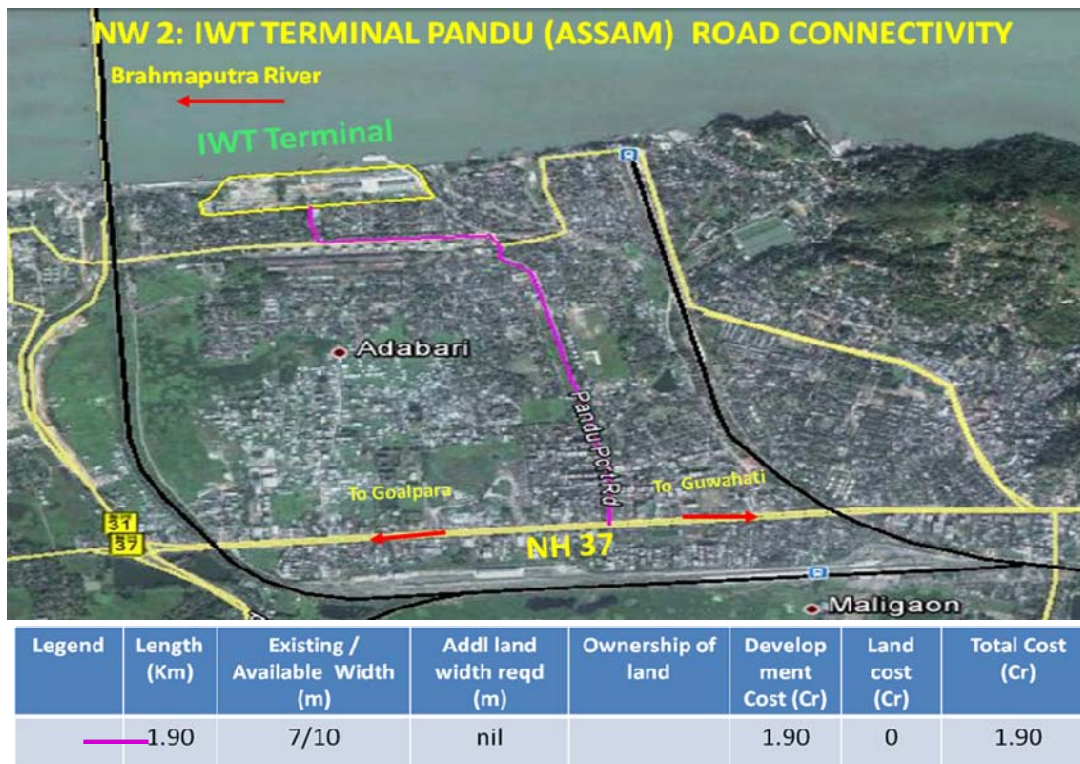 NW 2: IWT TERMINAL PANDU (ASSAM) ROAD CONNECTIVITY
Brahmaputra River
IWT Terminal
Adabari
Pandu Port Rd
To Goalpara
To Guwahati
31
37
NH 37
Maligaon
Legend
Length
(Km)
Existing /
Available Width
(m)
Addl land
width reqd
(m)
Ownership of
land
Develop
ment
Cost (Cr)
Land
cost
(Cr)
Total Cost
(Cr)
1.90
7/10
nil
1.90
0
1.90